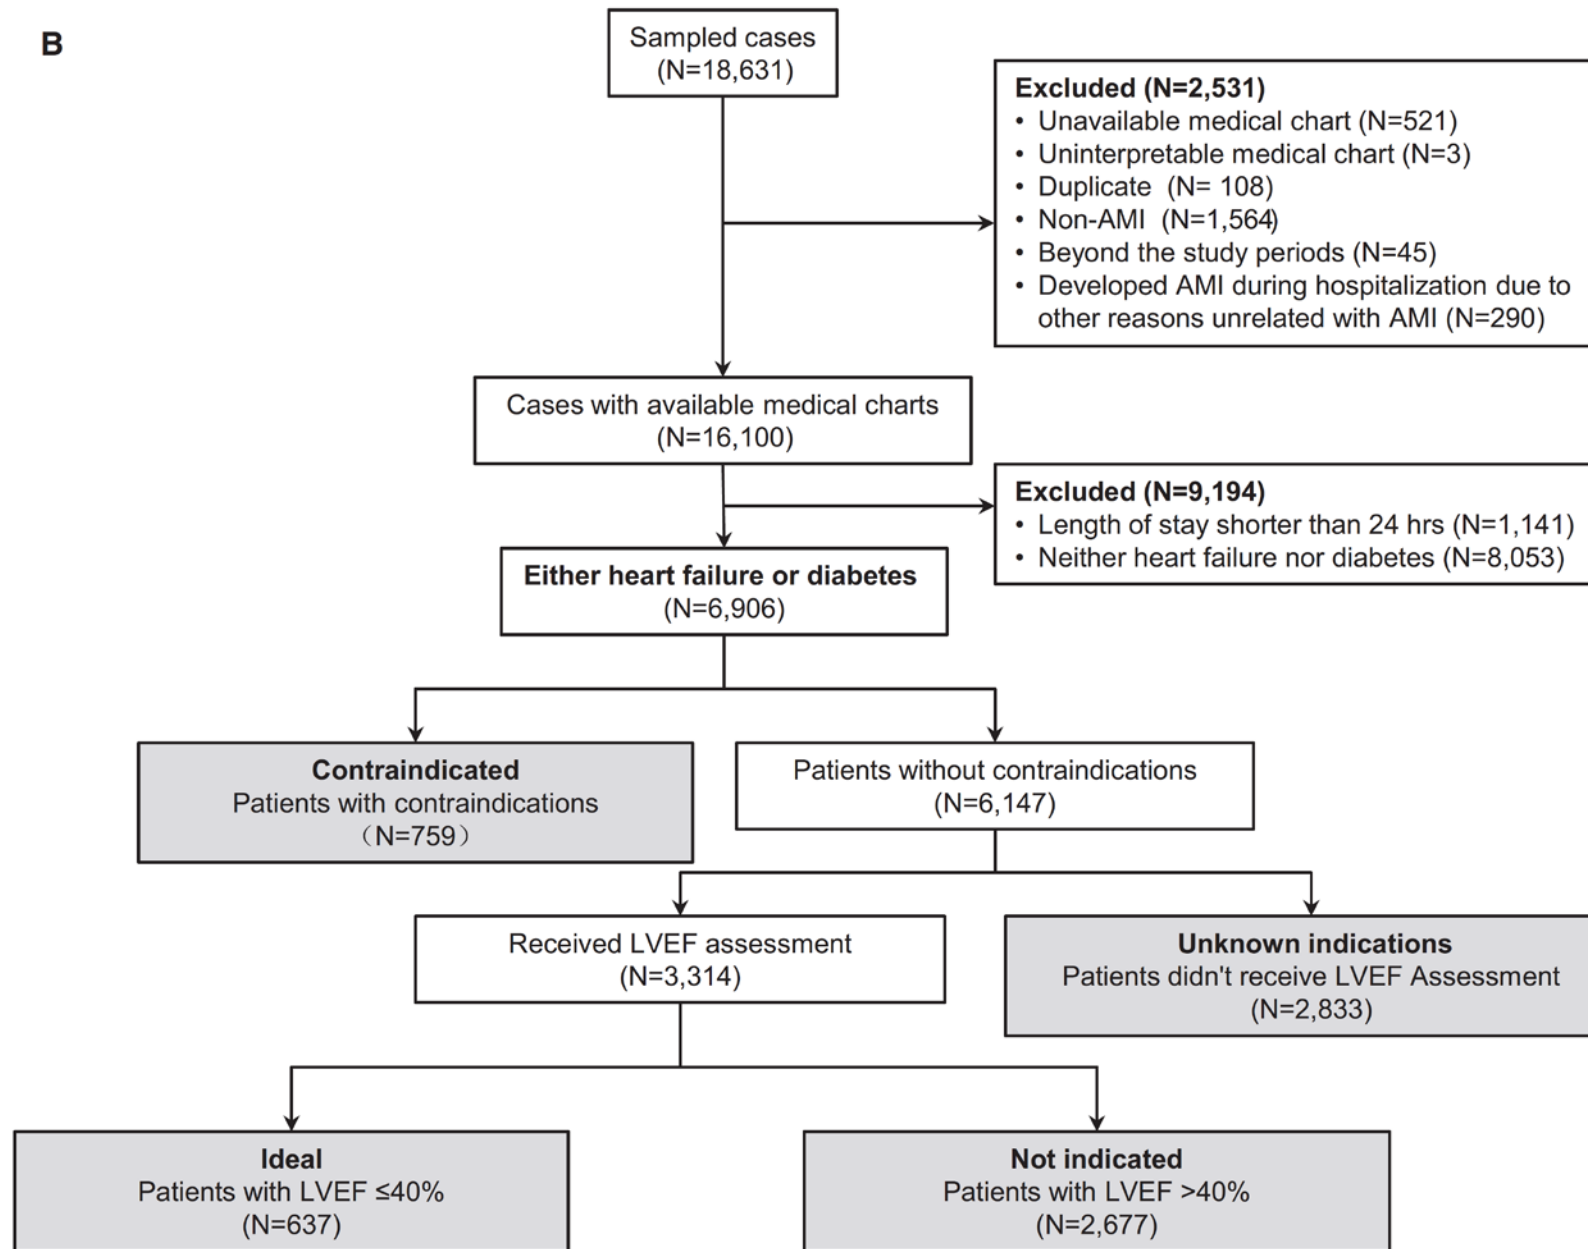 B
Sampled cases
(N=18,631)
Excluded (N=2,531)
• Unavailable medical chart (N=521)
• Uninterpretable medical chart (N=3)
• Duplicate  (N= 108)
• Non-AMI  (N=1,564)
• Beyond the study periods (N=45)
• Developed AMI during hospitalization due to
other reasons unrelated with AMI (N=290)
Cases with available medical charts
(N=16,100)
Excluded (N=9,194)
• Length of stay shorter than 24 hrs (N=1,141)
• Neither heart failure nor diabetes (N=8,053)
Either heart failure or diabetes
(N=6,906)
Contraindicated
Patients with contraindications
（N=759）
Patients without contraindications
(N=6,147)
Received LVEF assessment
(N=3,314)
Unknown indications
Patients didn't receive LVEF Assessment
(N=2,833)
Ideal
Patients with LVEF ≤40%
(N=637)
Not indicated
Patients with LVEF >40%
(N=2,677)